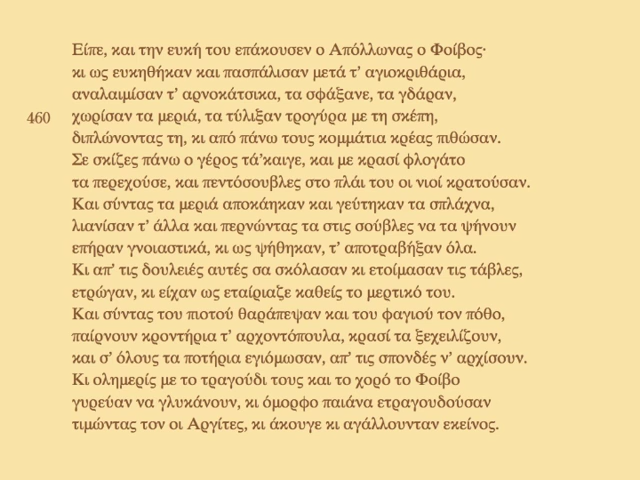 Είπε, και την ευκή του επάκουσεν ο Απόλλωνας ο Φοίβος·
κι ως ευκηθήκαν και πασπάλισαν μετά τ’ αγιοκριθάρια,
αναλαιμίσαν τ’ αρνοκάτσικα, τα σφάξανε, τα γδάραν,
460 χωρίσαν τα μεριά, τα τύλιξαν τρογύρα με τη σκέπη,
διπλώνοντας τη, κι από πάνω τους κομμάτια κρέας πιθώσαν.
Σε σκίζες πάνω ο γέρος τά’καιγε, και με κρασί φλογάτο
τα περεχούσε, και πεντόσουβλες στο πλάι του οι νιοί κρατούσαν.
Και σύντας τα μεριά αποκάηκαν και γεύτηκαν τα σπλάχνα,
λιανίσαν τ’ άλλα και περνώντας τα στις σούβλες να τα ψήνουν
επήραν γνοιαστικά, κι ως ψήθηκαν, τ’ αποτραβήξαν όλα.
Κι απ’ τις δουλειές αυτές σα σκόλασαν κι ετοίμασαν τις τάβλες,
ετρώγαν, κι είχαν ως εταίριαζε καθείς το μερτικό του.
Και σύντας του πιοτού θαράπεψαν και του φαγιού τον πόθο,
παίρνουν κροντήρια τ’ αρχοντόπουλα, κρασί τα ξεχειλίζουν,
και σ’ όλους τα ποτήρια εγιόμωσαν, απ’ τις σπονδές ν’ αρχίσουν.
Κι ολημερίς με το τραγούδι τους και το χορό το Φοίβο
γυρεύαν να γλυκάνουν, κι όμορφο παιάνα ετραγουδούσαν
τιμώντας τον οι Αργίτες, κι άκουγε κι αγάλλουνταν εκείνος.